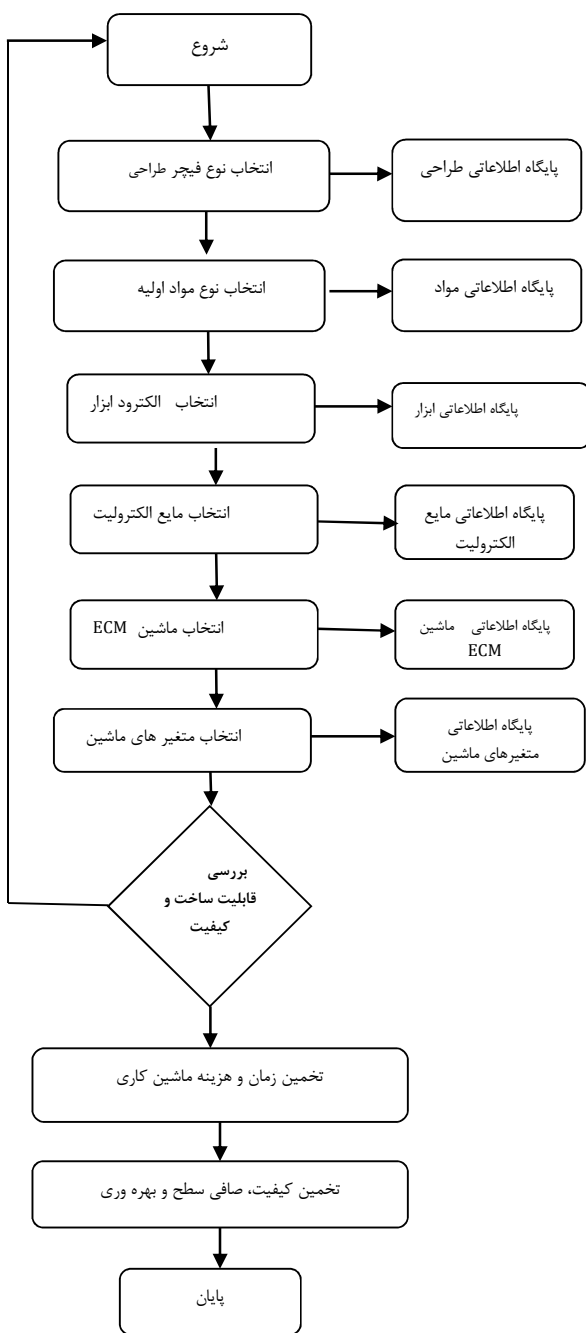 شروع
انتخاب نوع فیچر طراحی
پایگاه اطلاعاتی طراحی
انتخاب نوع مواد اولیه
پایگاه اطلاعاتی مواد
انتخاب الکترود ابزار
پایگاه اطلاعاتی ابزار
انتخاب مایع الکترولیت
پایگاه اطلاعاتی مایع
الکترولیت
انتخاب ماشین ECM
پایگاه اطلاعاتی ماشین
ECM
انتخاب متغیر های ماشین
پایگاه اطلاعاتی
متغیرهای ماشین
بررسی
قابلیت ساخت و
کیفیت
تخمین زمان و هزینه ماشین کاری
تخمین کیفیت، صافی سطح و بهره وری
پایان